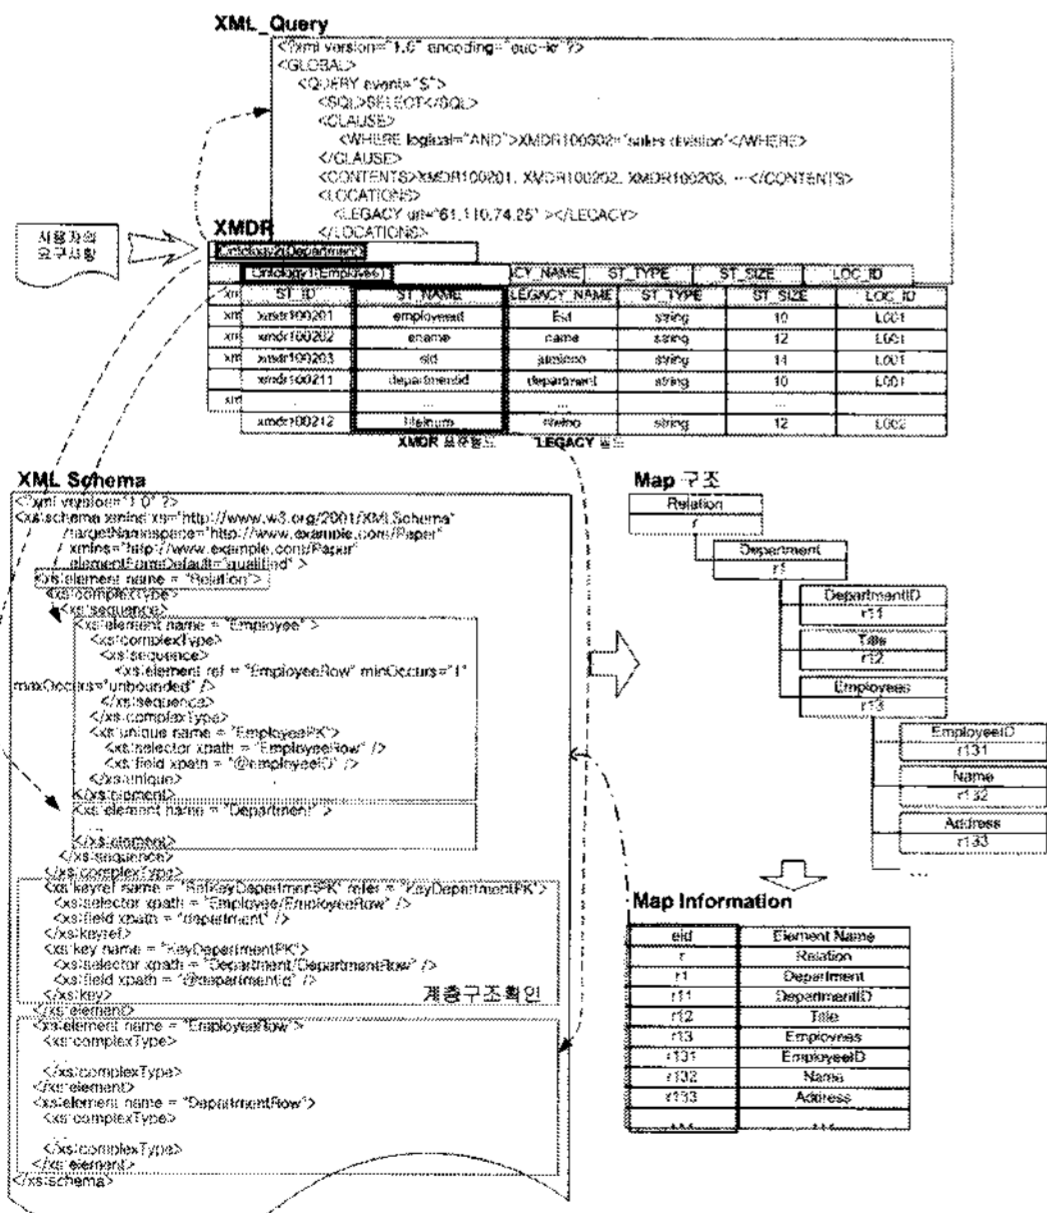 XML_Query
<?xml version="1.0" encoding="euc-kr"?>
<GLOBAL>
<QUERY event="S">
<SQL>SELECT</SQL>
<CLAUSE>
<WHERE logical="AND">XMDR100902="sales division"</WHERE>
</CLAUSE>
<CONTENTS>XMDR100201, XMDR100202, XMDR100203, ...</CONTENTS>
<LOCATIONS>
<LEGACY url="61.110.74.25" ></LEGACY>
</LOCATIONS>
사용자의
요구사항
XMDR
Ontology2(Department)
Ontology1(Employee) CY_NAME ST_TYPE ST_SIZE LOC_ID
xm ST_ID ST_NAME LEGACY_NAME ST_TYPE ST_SIZE LOC_ID
xm xmdr100201 employeeid Eid string 10 L001
xm xmdr100202 ename name string 12 L001
xm xmdr100203 sid juminno string 14 L001
xmdr100211 departmentid department string 10 L001
xm ... ... ...
xmdr100212 titlenum titleno string 12 L002
XMDR 표준필드 LEGACY 필드
XML Schema
<?xml version="1.0" ?>
<xs:schema xmlns:xs="http://www.w3.org/2001/XMLSchema"
targetNamespace="http://www.example.com/Paper"
xmlns="http://www.example.com/Paper"
elementFormDefault="qualified" >
<xs:element name = "Relation">
<xs:complexType>
<xs:sequence>
<xs:element name = "Employee" >
<xs:complexType>
<xs:sequence>
<xs:element ref = "EmployeeRow" minOccurs="1"
maxOccurs="unbounded" />
</xs:sequence>
</xs:complexType>
<xs:unique name = "EmployeePK">
<xs:selector xpath = "EmployeeRow" />
<xs:field xpath = "@employeeID" />
</xs:unique>
</xs:element>
<xs:element name = "Department" >
...
</xs:element>
</xs:sequence>
</xs:complexType>
<xs:keyref name = "RefKeyDepartmentPK" refer = "KeyDepartmentPK">
<xs:selector xpath = "Employee/EmployeeRow" />
<xs:field xpath = "department" />
</xs:keyref>
<xs:key name = "KeyDepartmentPK">
<xs:selector xpath = "Department/DepartmentRow" />
<xs:field xpath = "@departmentid" />
</xs:key>
계층구조확인
</xs:element>
<xs:element name = "EmployeeRow">
<xs:complexType>
...
</xs:complexType>
</xs:element>
<xs:element name = "DepartmentRow">
<xs:complexType>
...
</xs:complexType>
</xs:element>
</xs:schema>
Map 구조
Relation
r
Department
r1
DepartmentID
r11
Title
r12
Employees
r13
EmployeeID
r131
Name
r132
Address
r133
...
Map Information
eid Element Name
r Relation
r1 Department
r11 DepartmentID
r12 Title
r13 Employees
r131 EmployeeID
r132 Name
r133 Address
... ...